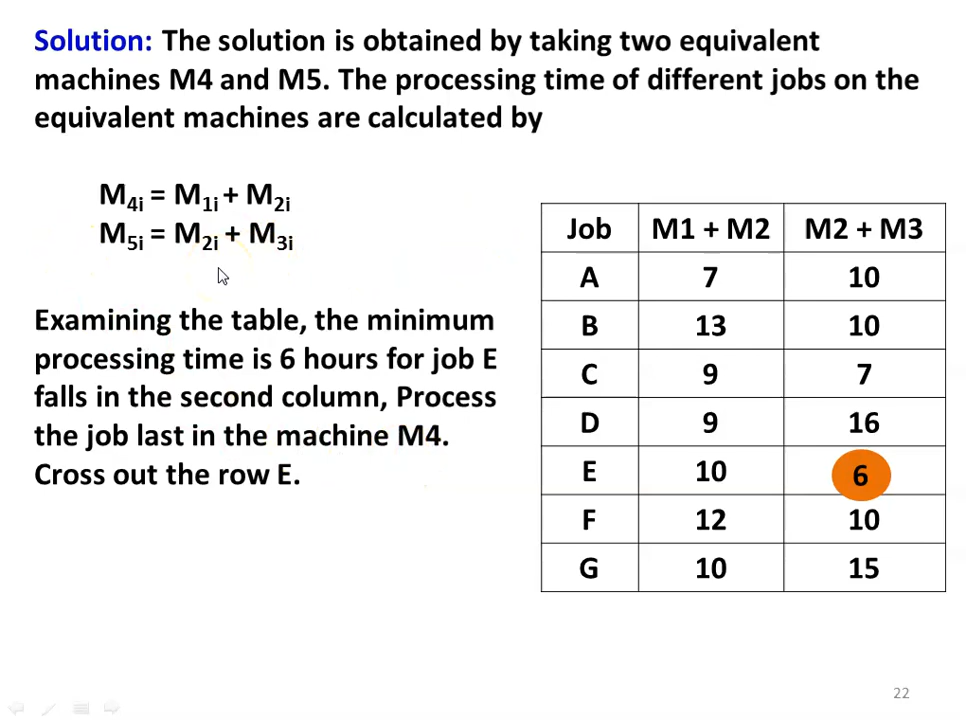 Solution: The solution is obtained by taking two equivalent
machines M4 and M5. The processing time of different jobs on the
equivalent machines are calculated by
M4i = M1i + M2i
M5i = M2i + M3i
Examining the table, the minimum
processing time is 6 hours for job E
falls in the second column, Process
the job last in the machine M4.
Cross out the row E.
Job M1 + M2 M2 + M3
A 7 10
B 13 10
C 9 7
D 9 16
E 10 6
F 12 10
G 10 15
22